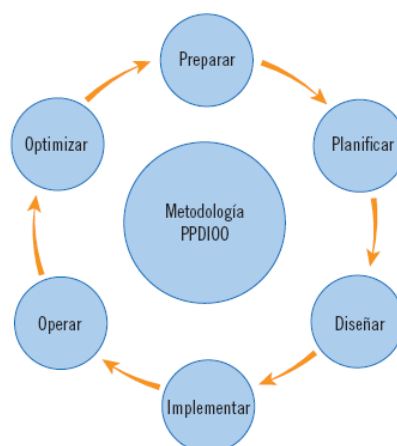 Preparar
Planificar
Diseñar
Implementar
Operar
Optimizar
Metodología
PPDIOO